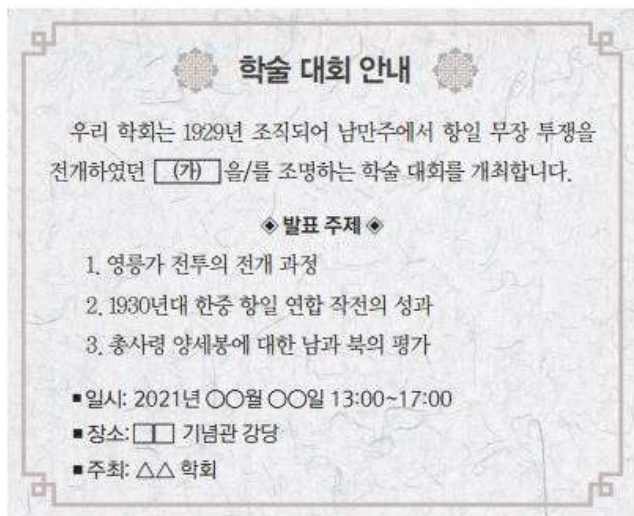 학술 대회 안내
우리 학회는 1929년 조직되어 남만주에서 항일 무장 투쟁을
전개하였던 (가) 을/를 조명하는 학술 대회를 개최합니다.
◈ 발표 주제 ◈
1. 영릉가 전투의 전개 과정
2. 1930년대 한중 항일 연합 작전의 성과
3. 총사령 양세봉에 대한 남과 북의 평가
■ 일시: 2021년 ○○월 ○○일 13:00~17:00
■ 장소: □□ 기념관 강당
■ 주최: △△ 학회